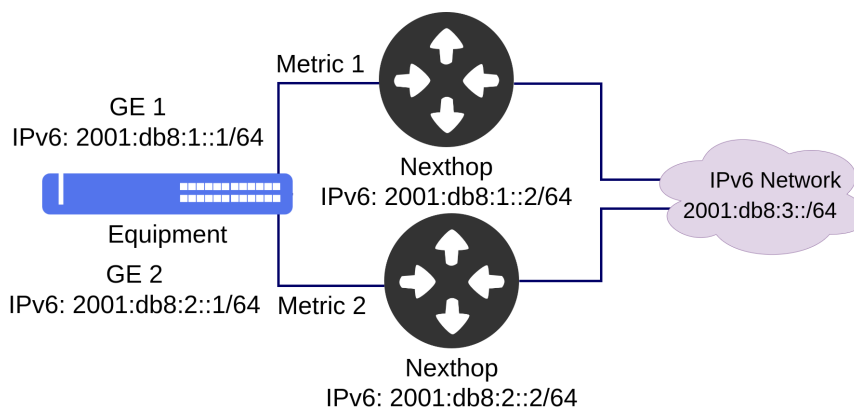 Metric 1
GE 1
IPv6: 2001:db8:1::1/64
Nexthop
IPv6: 2001:db8:1::2/64
IPv6 Network
2001:db8:3::/64
Equipment
GE 2
IPv6: 2001:db8:2::1/64
Metric 2
Nexthop
IPv6: 2001:db8:2::2/64